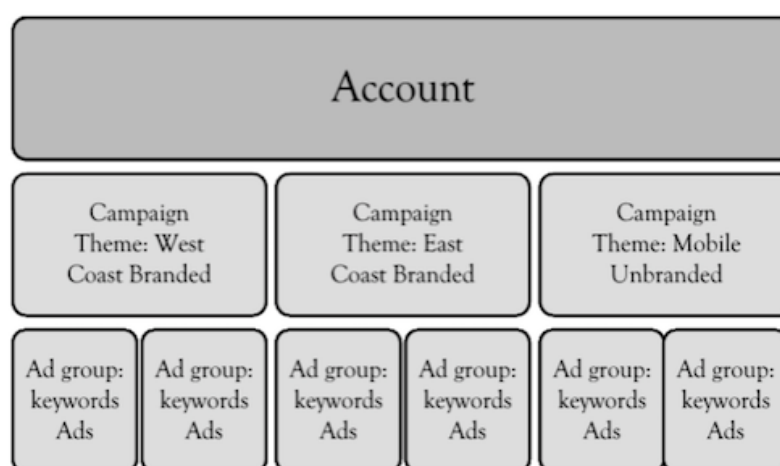 Account
Campaign
Theme: West
Coast Branded
Campaign
Theme: East
Coast Branded
Campaign
Theme: Mobile
Unbranded
Ad group:
keywords
Ads
Ad group:
keywords
Ads
Ad group:
keywords
Ads
Ad group:
keywords
Ads
Ad group:
keywords
Ads
Ad group:
keywords
Ads